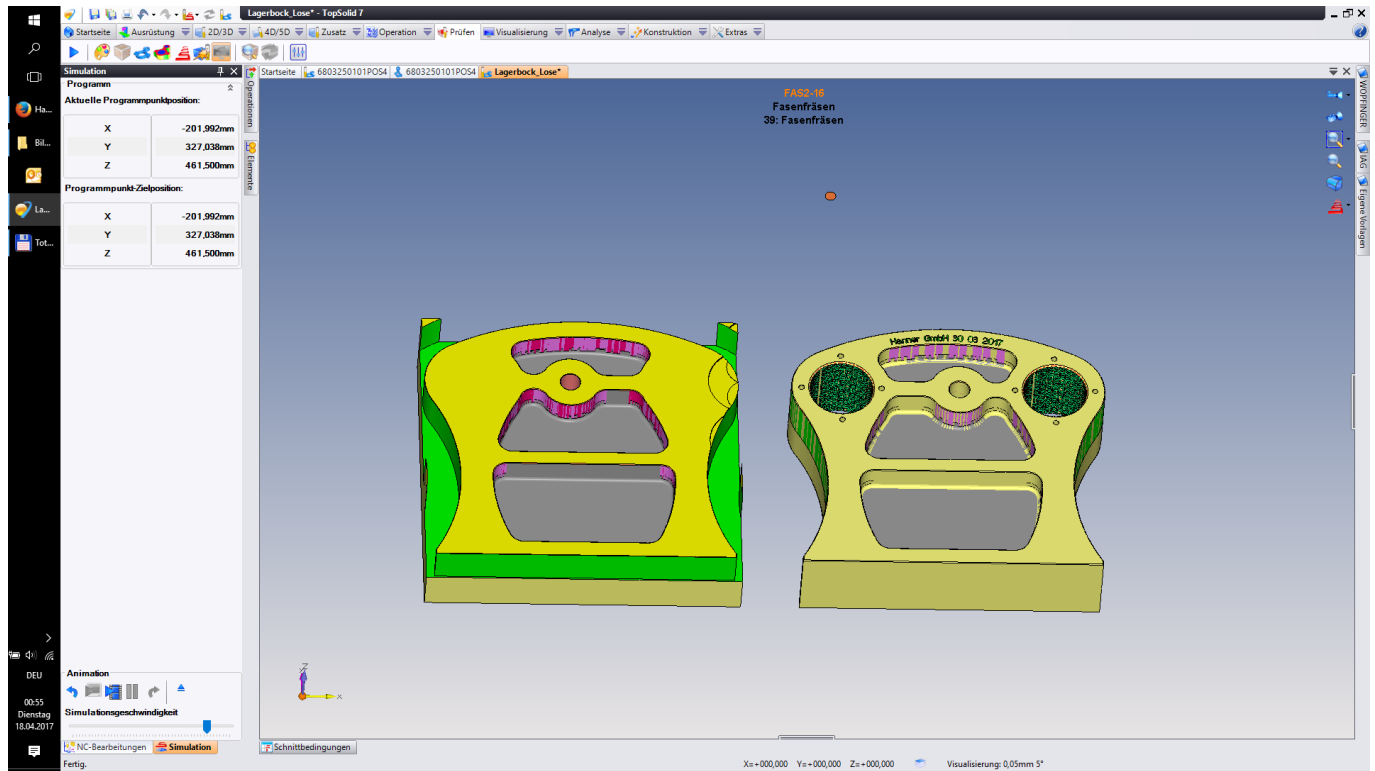 Lagerbock_Lose* - TopSolid 7
Startseite Ausrüstung 2D/3D 4D/5D Zusatz Operation Prüfen Visualisierung Analyse Konstruktion Extras
Simulation
Startseite 6803250101POS4 6803250101POS4 Lagerbock_Lose*
Programm
Aktuelle Programmpunktposition:
X -201,992mm
Y 327,038mm
Z 461,500mm
Programmpunkt-Zielposition:
X -201,992mm
Y 327,038mm
Z 461,500mm
Operationen
Elemente
FAS2-16
Fasenfräsen
39: Fasenfräsen
WOPFINGER
IAG
Eigene Vorlagen
Ha...
Bil...
La...
Tot...
GmbH 30 03 2017
Z
X
Animation
Simulationsgeschwindigkeit
DEU
00:55
Dienstag
18.04.2017
NC-Bearbeitungen Simulation
Schnittbedingungen
Fertig.
X=+000,000 Y=+000,000 Z=+000,000 Visualisierung: 0,05mm 5°